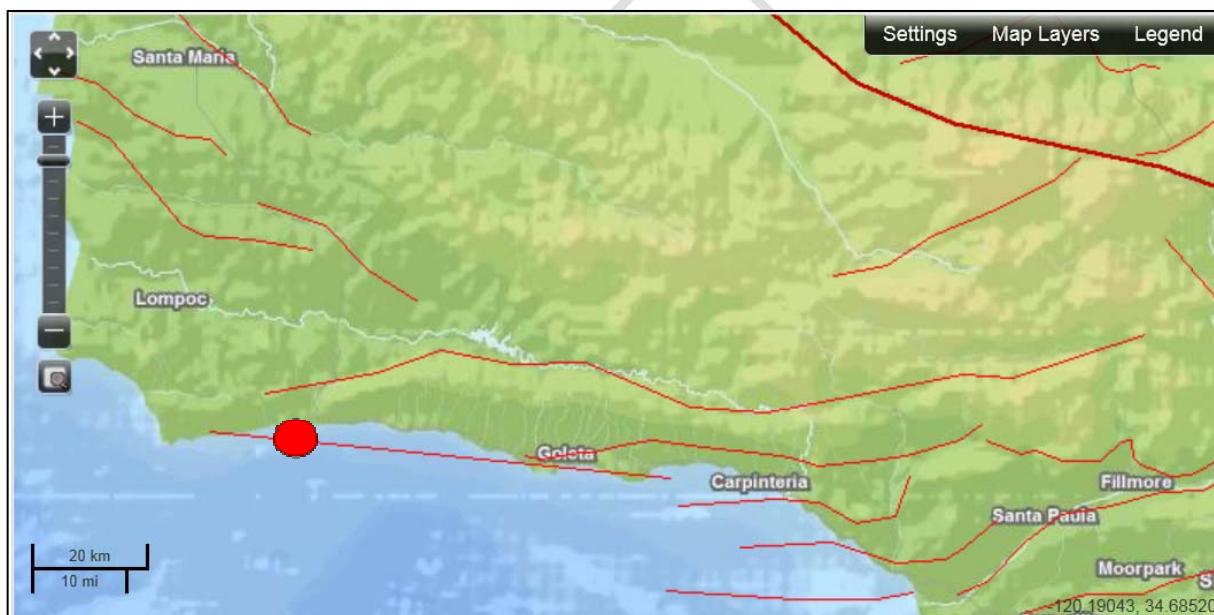 Settings Map Layers Legend
Santa Maria
Lompoc
Goleta
Carpinteria
Fillmore
Santa Paula
20 km
10 mi
Moorpark
S
-120.19043, 34.68520